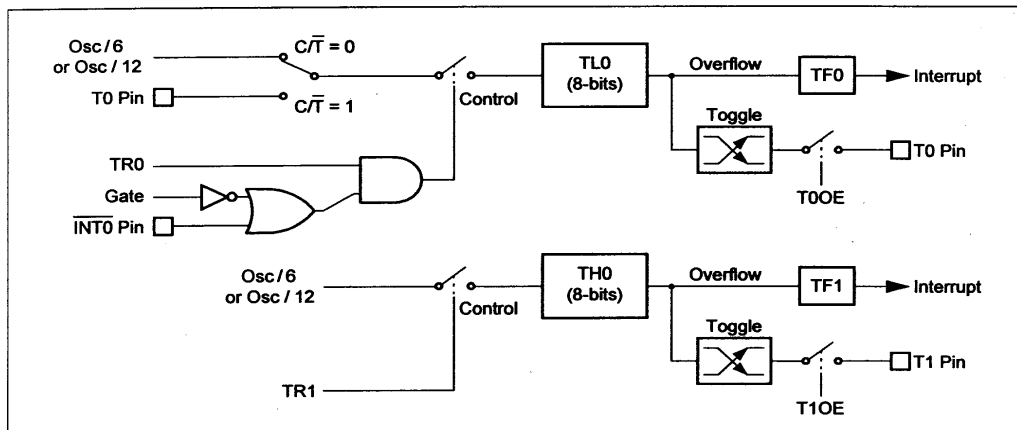 Osc / 6
or Osc / 12
C/T̅ = 0
T0 Pin
C/T̅ = 1
Control
TL0
(8-bits)
Overflow
TF0
Interrupt
Toggle
T0 Pin
T0OE
TR0
Gate
I̅N̅T̅0̅ Pin
Osc / 6
or Osc / 12
Control
TH0
(8-bits)
Overflow
TF1
Interrupt
Toggle
T1 Pin
T1OE
TR1